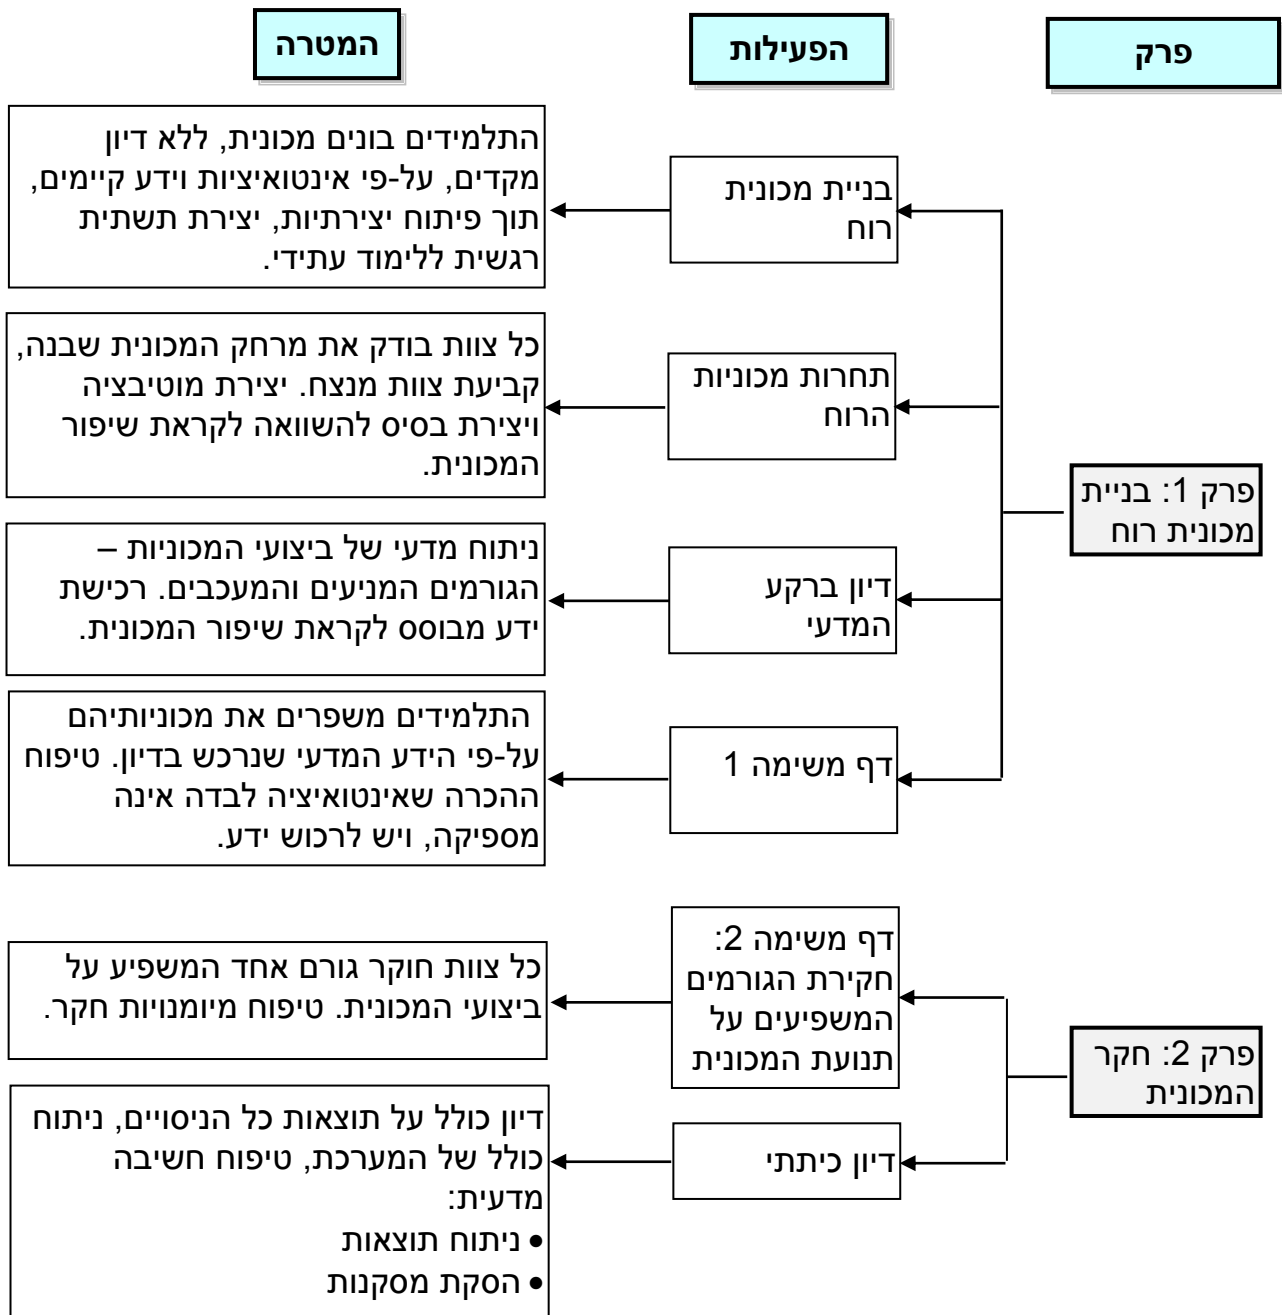 פרק
הפעילות
המטרה
פרק 1: בניית
מכונית רוח
בניית מכונית
רוח
התלמידים בונים מכונית, ללא דיון
מקדים, על-פי אינטואיציות וידע קיימים,
תוך פיתוח יצירתיות, יצירת תשתית
רגשית ללימוד עתידי.
תחרות מכוניות
הרוח
כל צוות בודק את מרחק המכונית שבנה,
קביעת צוות מנצח. יצירת מוטיבציה
ויצירת בסיס להשוואה לקראת שיפור
המכונית.
דיון ברקע
המדעי
ניתוח מדעי של ביצועי המכוניות –
הגורמים המניעים והמעכבים. רכישת
ידע מבוסס לקראת שיפור המכונית.
דף משימה 1
התלמידים משפרים את מכוניותיהם
על-פי הידע המדעי שנרכש בדיון. טיפוח
ההכרה שאינטואיציה לבדה אינה
מספיקה, ויש לרכוש ידע.
פרק 2: חקר
המכונית
דף משימה 2:
חקירת הגורמים
המשפיעים על
תנועת המכונית
כל צוות חוקר גורם אחד המשפיע על
ביצועי המכונית. טיפוח מיומנויות חקר.
דיון כיתתי
דיון כולל על תוצאות כל הניסויים, ניתוח
כולל של המערכת, טיפוח חשיבה
מדעית:
• ניתוח תוצאות
• הסקת מסקנות